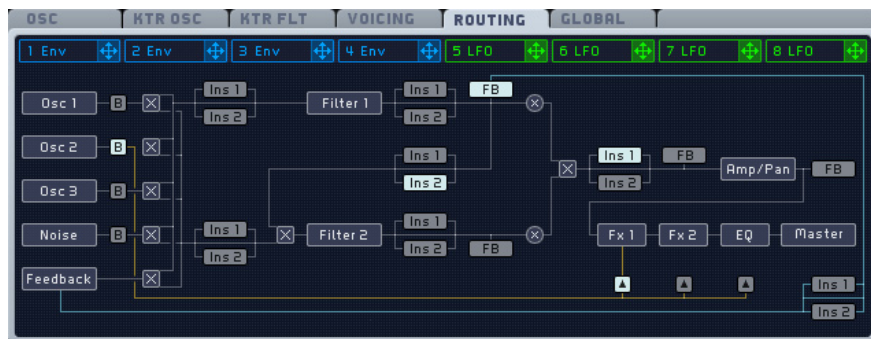 OSC KTR OSC KTR FLT VOICING ROUTING GLOBAL
1 Env 2 Env 3 Env 4 Env 5 LFO 6 LFO 7 LFO 8 LFO
Ins 1 Ins 1 FB
Osc 1 B Filter 1
Ins 2 Ins 2
Osc 2 B Ins 1 Ins 1 FB
Amp/Pan FB
Osc 3 B Ins 2 Ins 2
Ins 1 Ins 1
Noise B Filter 2 Fx 1 Fx 2 EQ Master
Ins 2 Ins 2 FB
Feedback
Ins 1
Ins 2